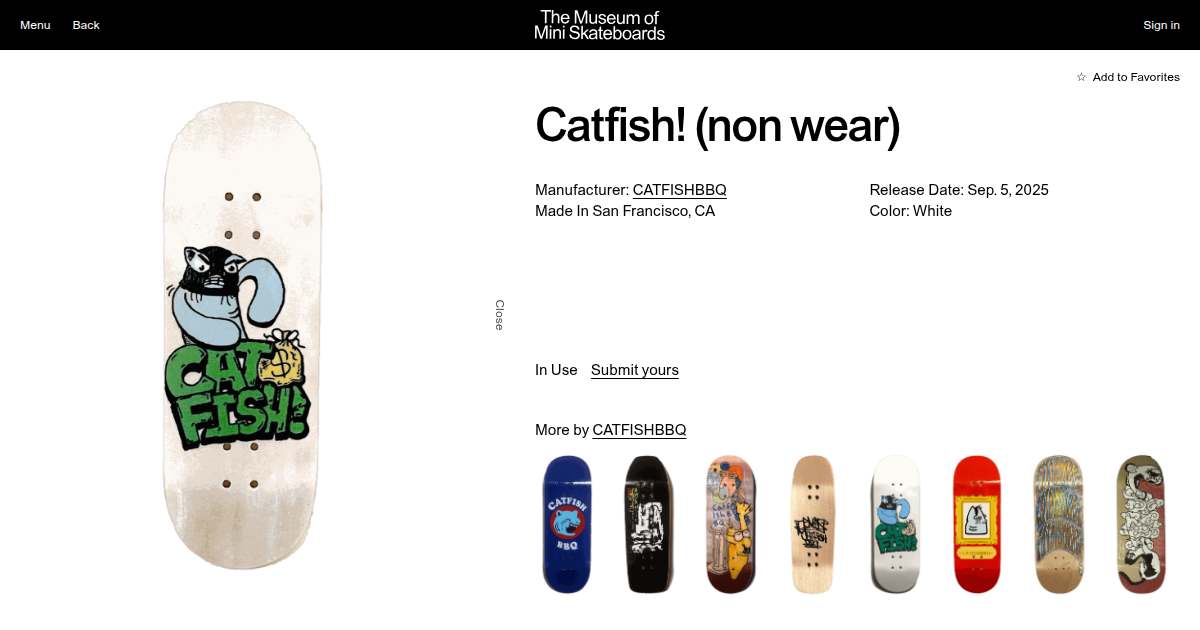 Menu
Back
The Museum of
Mini Skateboards
Sign in
☆ Add to Favorites
Catfish! (non wear)
Manufacturer: CATFISHBBQ
Made In San Francisco, CA
Release Date: Sep. 5, 2025
Color: White
CAT
$
FISH!
Close
In Use Submit yours
More by CATFISHBBQ
CATFISH
BBQ